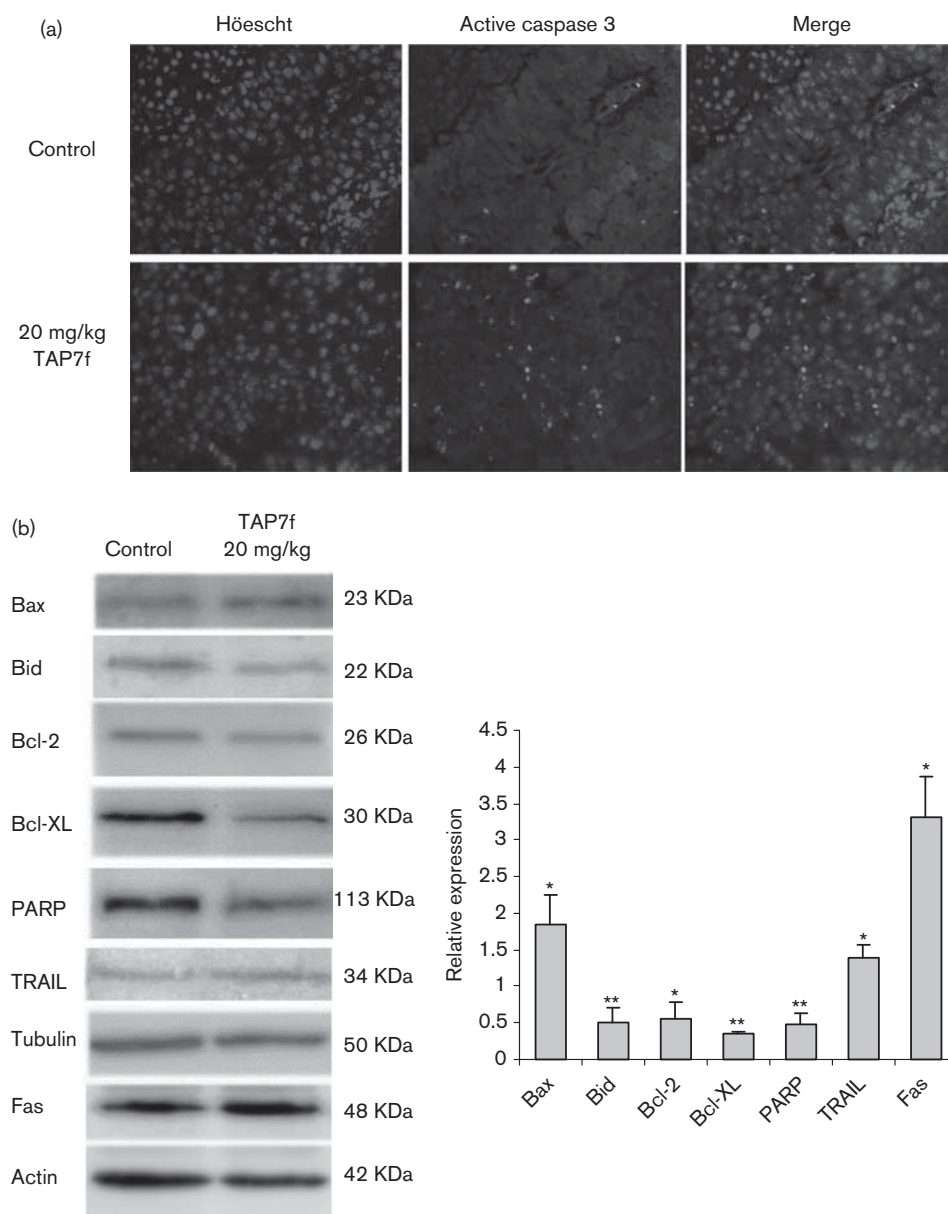 (a)
Höescht Active caspase 3 Merge
Control
20 mg/kg
TAP7f
(b)
Control
TAP7f
20 mg/kg
Bax 23 KDa
Bid 22 KDa
Bcl-2 26 KDa
Bcl-XL 30 KDa
PARP 113 KDa
TRAIL 34 KDa
Tubulin 50 KDa
Fas 48 KDa
Actin 42 KDa
Relative expression
4.5
4
3.5
3
2.5
2
1.5
1
0.5
0
*
**
*
**
**
*
*
Bax
Bid
Bcl-2
Bcl-XL
PARP
TRAIL
Fas